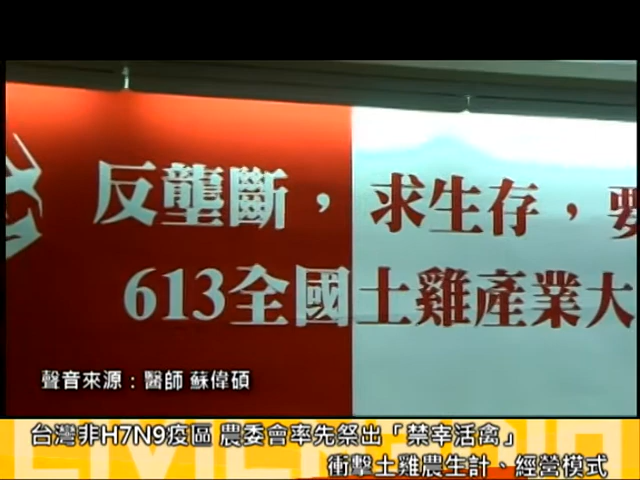 反壟斷，求生存，要
613全國土雞產業大
聲音來源：醫師 蘇偉碩
台灣非H7N9疫區 農委會率先祭出「禁宰活禽」
衝擊土雞農生計、經營模式